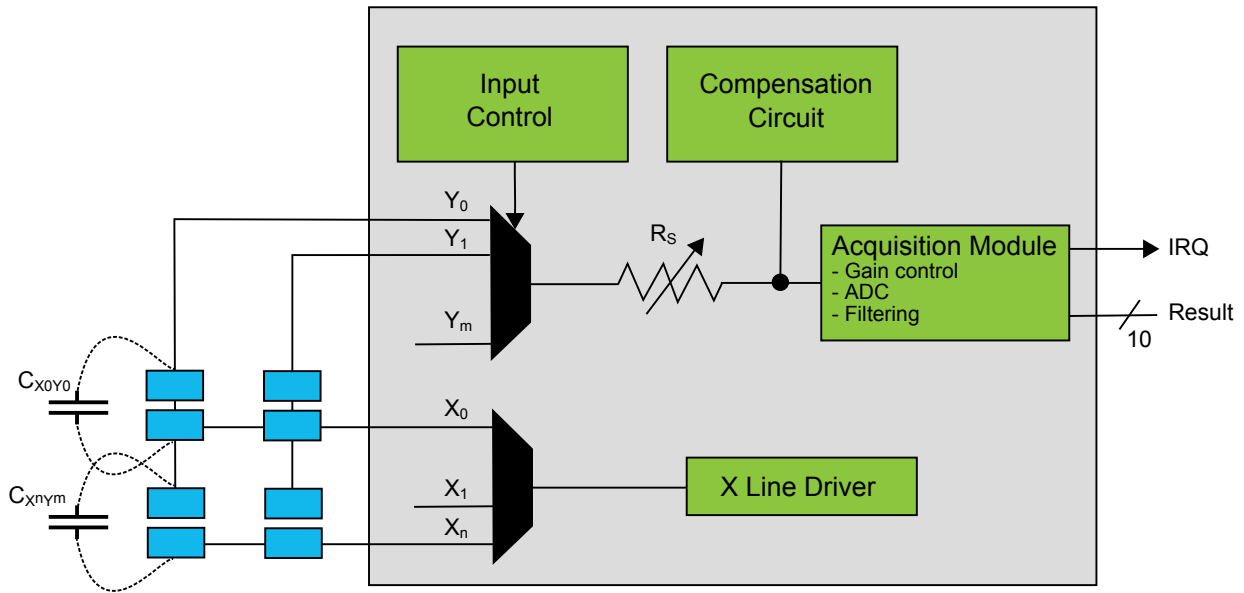 Input
Control
Compensation
Circuit
Y0
Y1
Ym
RS
Acquisition Module
- Gain control
- ADC
- Filtering
IRQ
Result
10
CX0Y0
CXnYm
X0
X1
Xn
X Line Driver